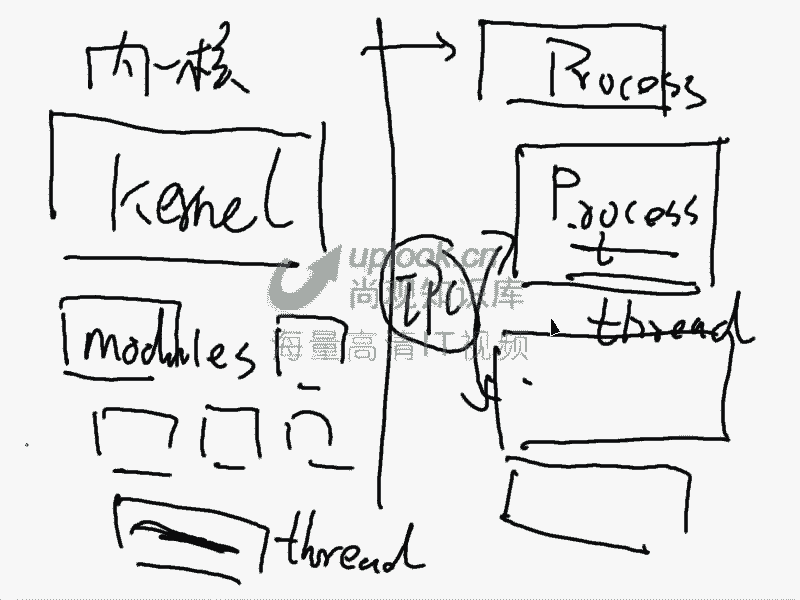 内核
Kernel
modules
thread
Process
Process
t
thread
IPC
uplook.cn
尚观知识库
海量高清IT视频